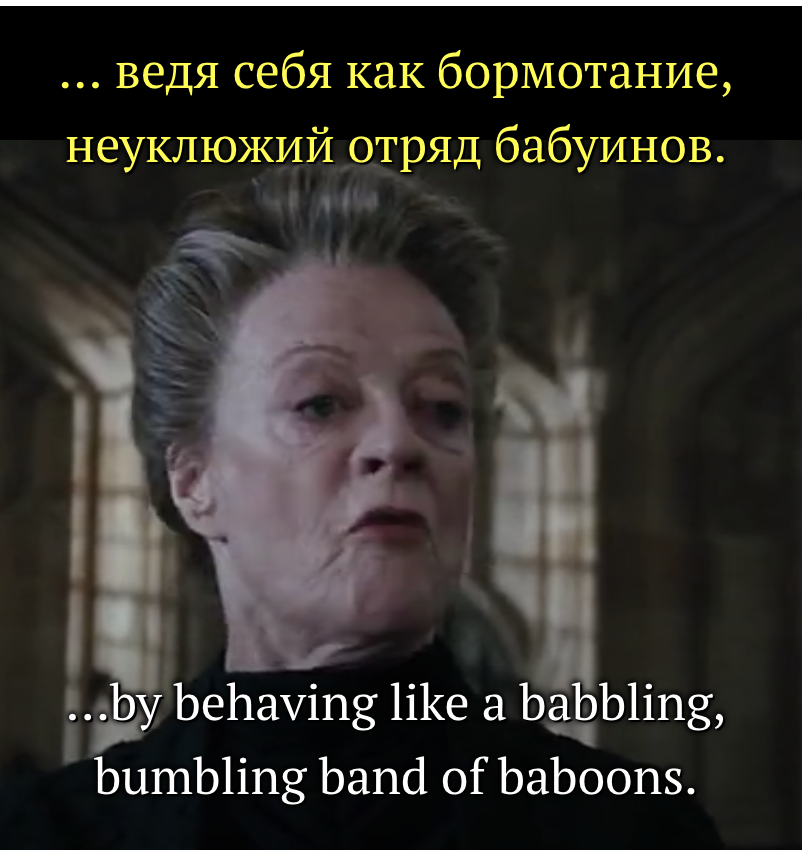 ... ведя себя как бормотание,
неуклюжий отряд бабуинов.
...by behaving like a babbling,
bumbling band of baboons.